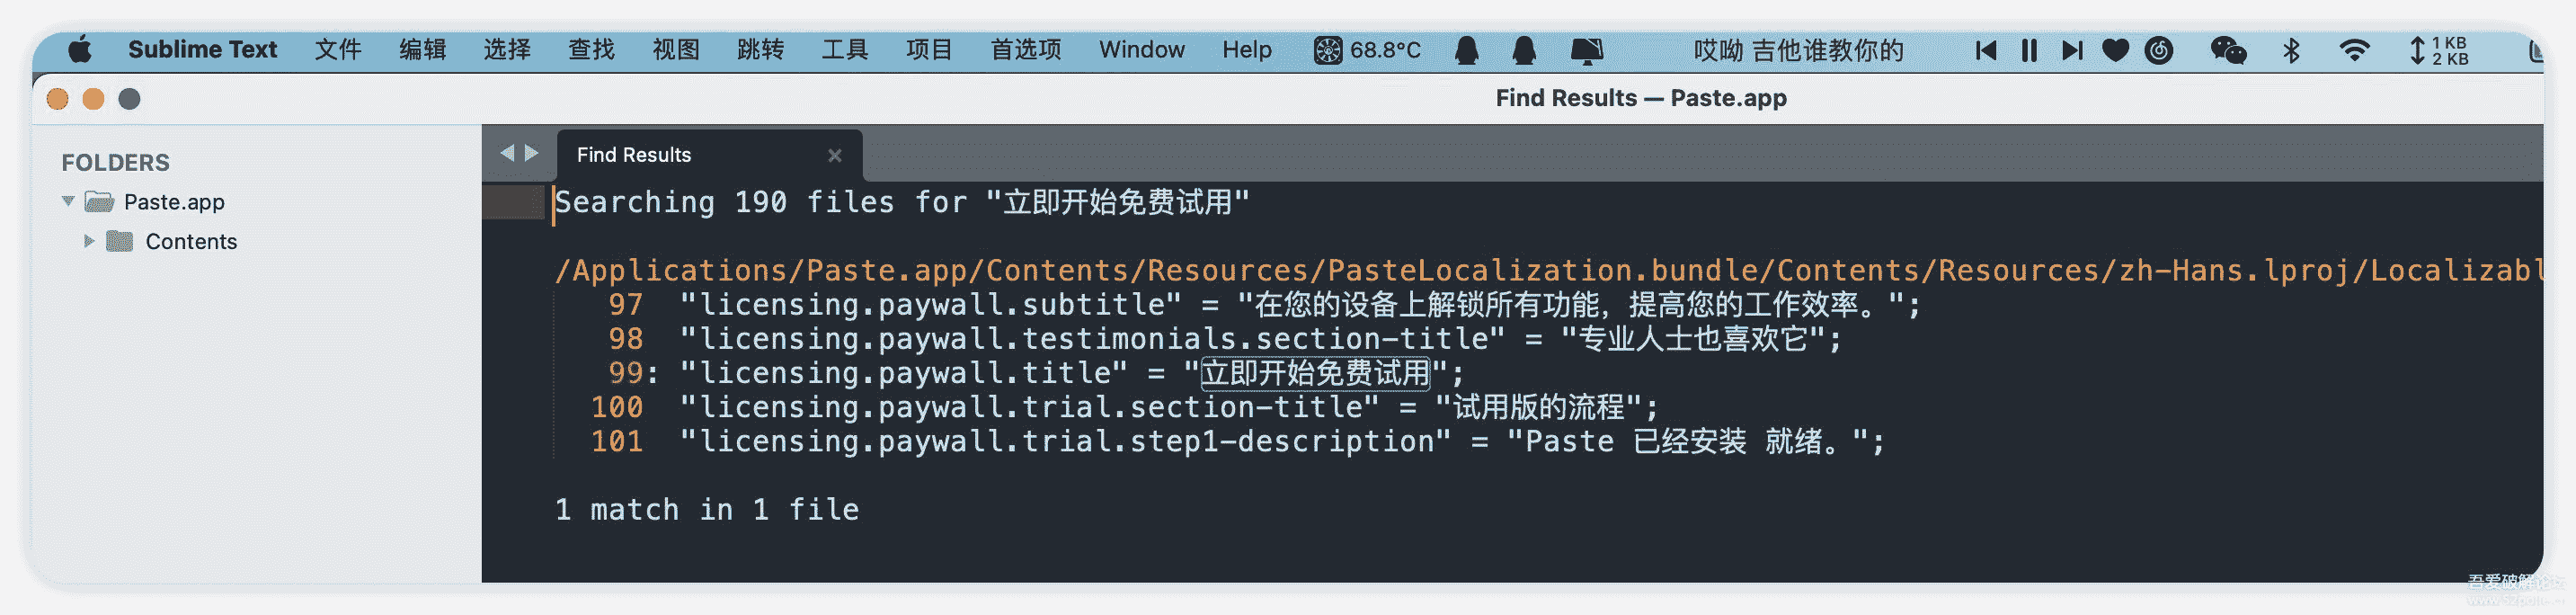 Sublime Text 文件 编辑 选择 查找 视图 跳转 工具 项目 首选项 Window Help 68.8°C 哎呦 吉他谁教你的 1 KB 2 KB
Find Results — Paste.app
FOLDERS
Paste.app
Contents
Find Results
Searching 190 files for "立即开始免费试用"
/Applications/Paste.app/Contents/Resources/PasteLocalization.bundle/Contents/Resources/zh-Hans.lproj/Localizabl
97 "licensing.paywall.subtitle" = "在您的设备上解锁所有功能，提高您的工作效率。";
98 "licensing.paywall.testimonials.section-title" = "专业人士也喜欢它";
99: "licensing.paywall.title" = "立即开始免费试用";
100 "licensing.paywall.trial.section-title" = "试用版的流程";
101 "licensing.paywall.trial.step1-description" = "Paste 已经安装 就绪。";
1 match in 1 file
吾爱破解论坛